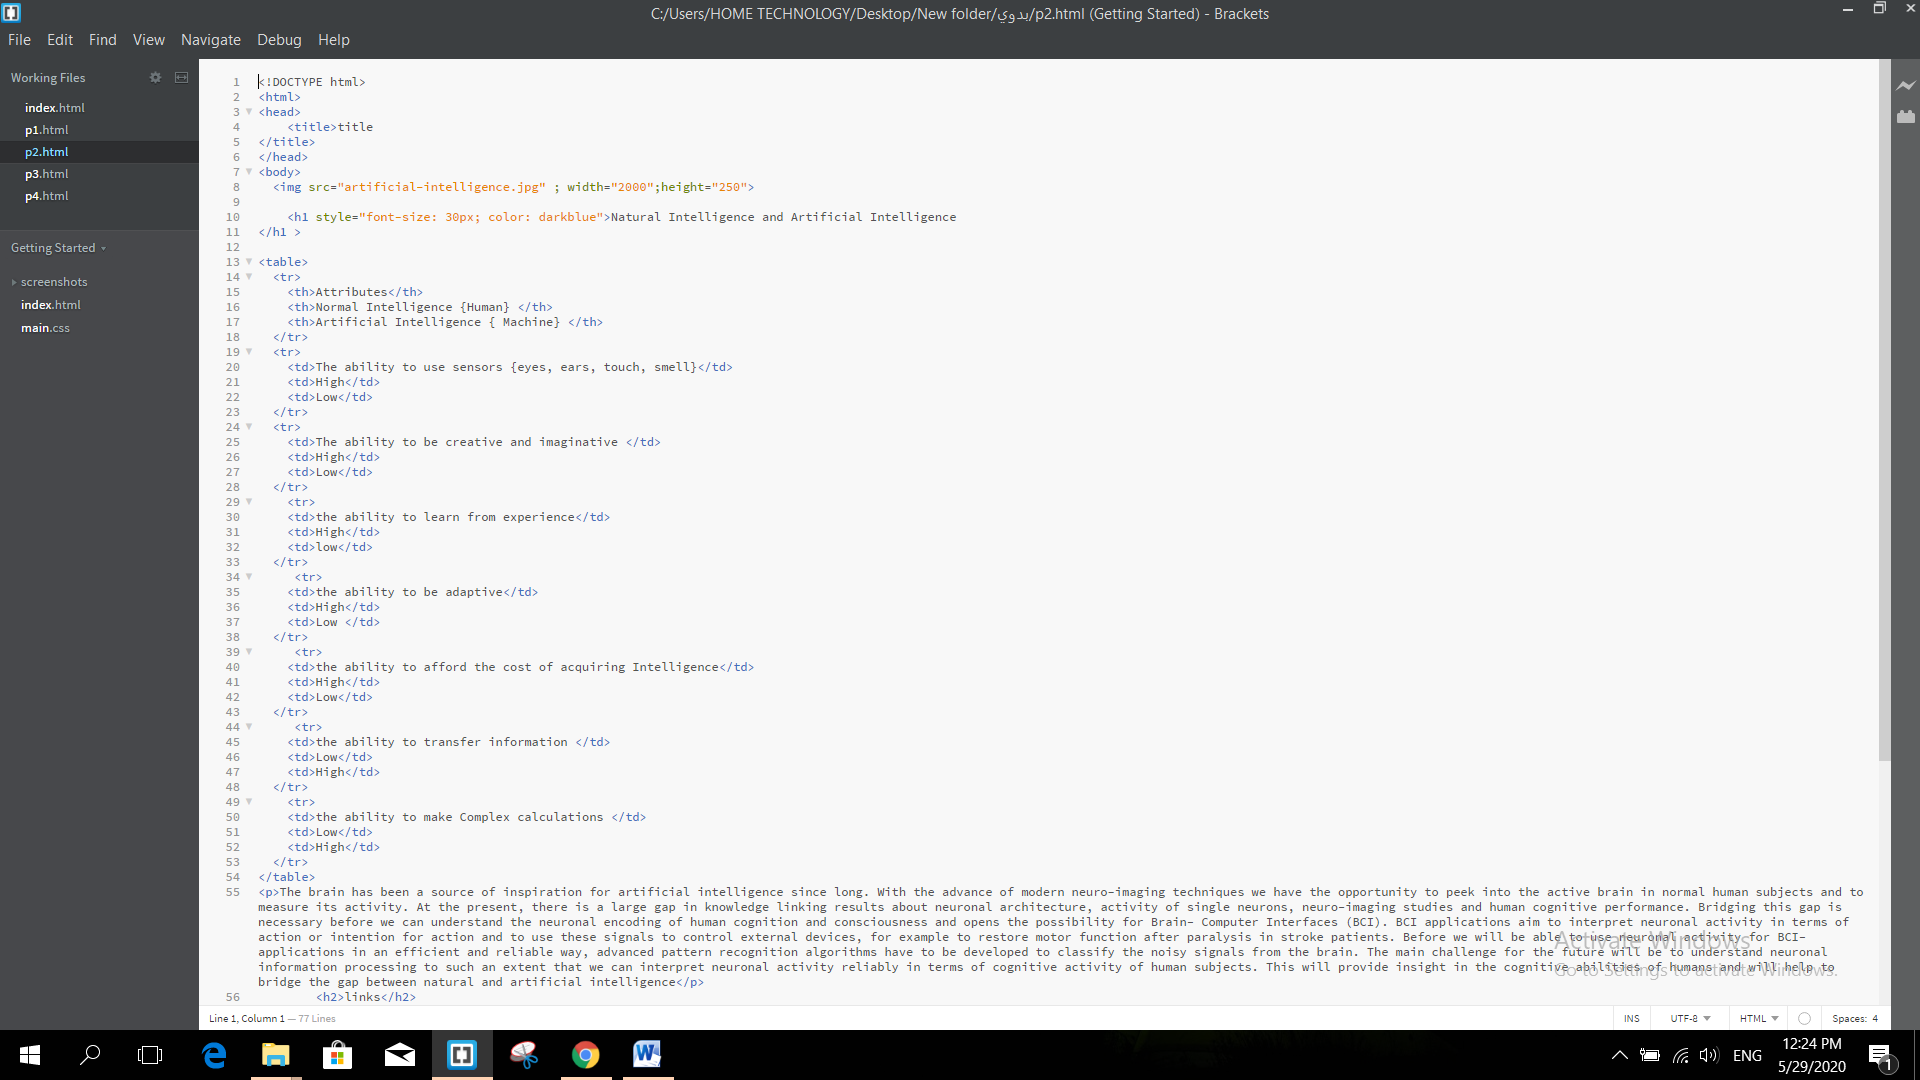 C:/Users/HOME TECHNOLOGY/Desktop/New folder/بدوي/p2.html (Getting Started) - Brackets
File Edit Find View Navigate Debug Help
Working Files
index.html
p1.html
p2.html
p3.html
p4.html
Getting Started
screenshots
index.html
main.css
1 <!DOCTYPE html>
2 <html>
3 <head>
4 <title>title
5 </title>
6 </head>
7 <body>
8 <img src="artificial-intelligence.jpg" ; width="2000";height="250">
9
10 <h1 style="font-size: 30px; color: darkblue">Natural Intelligence and Artificial Intelligence
11 </h1 >
12
13 <table>
14 <tr>
15 <th>Attributes</th>
16 <th>Normal Intelligence {Human} </th>
17 <th>Artificial Intelligence { Machine} </th>
18 </tr>
19 <tr>
20 <td>The ability to use sensors {eyes, ears, touch, smell}</td>
21 <td>High</td>
22 <td>Low</td>
23 </tr>
24 <tr>
25 <td>The ability to be creative and imaginative </td>
26 <td>High</td>
27 <td>Low</td>
28 </tr>
29 <tr>
30 <td>the ability to learn from experience</td>
31 <td>High</td>
32 <td>low</td>
33 </tr>
34 <tr>
35 <td>the ability to be adaptive</td>
36 <td>High</td>
37 <td>Low </td>
38 </tr>
39 <tr>
40 <td>the ability to afford the cost of acquiring Intelligence</td>
41 <td>High</td>
42 <td>Low</td>
43 </tr>
44 <tr>
45 <td>the ability to transfer information </td>
46 <td>Low</td>
47 <td>High</td>
48 </tr>
49 <tr>
50 <td>the ability to make Complex calculations </td>
51 <td>Low</td>
52 <td>High</td>
53 </tr>
54 </table>
55 <p>The brain has been a source of inspiration for artificial intelligence since long. With the advance of modern neuro-imaging techniques we have the opportunity to peek into the active brain in normal human subjects and to
measure its activity. At the present, there is a large gap in knowledge linking results about neuronal architecture, activity of single neurons, neuro-imaging studies and human cognitive performance. Bridging this gap is
necessary before we can understand the neuronal encoding of human cognition and consciousness and opens the possibility for Brain- Computer Interfaces (BCI). BCI applications aim to interpret neuronal activity in terms of
action or intention for action and to use these signals to control external devices, for example to restore motor function after paralysis in stroke patients. Before we will be able to use neuronal activity for BCI-
applications in an efficient and reliable way, advanced pattern recognition algorithms have to be developed to classify the noisy signals from the brain. The main challenge for the future will be to understand neuronal
information processing to such an extent that we can interpret neuronal activity reliably in terms of cognitive activity of human subjects. This will provide insight in the cognitive abilities of humans and will help to
bridge the gap between natural and artificial intelligence</p>
56 <h2>links</h2>
Activate Windows
Go to Settings to activate Windows.
Line 1, Column 1 — 77 Lines
INS UTF-8 HTML Spaces: 4
ENG
12:24 PM
5/29/2020
1